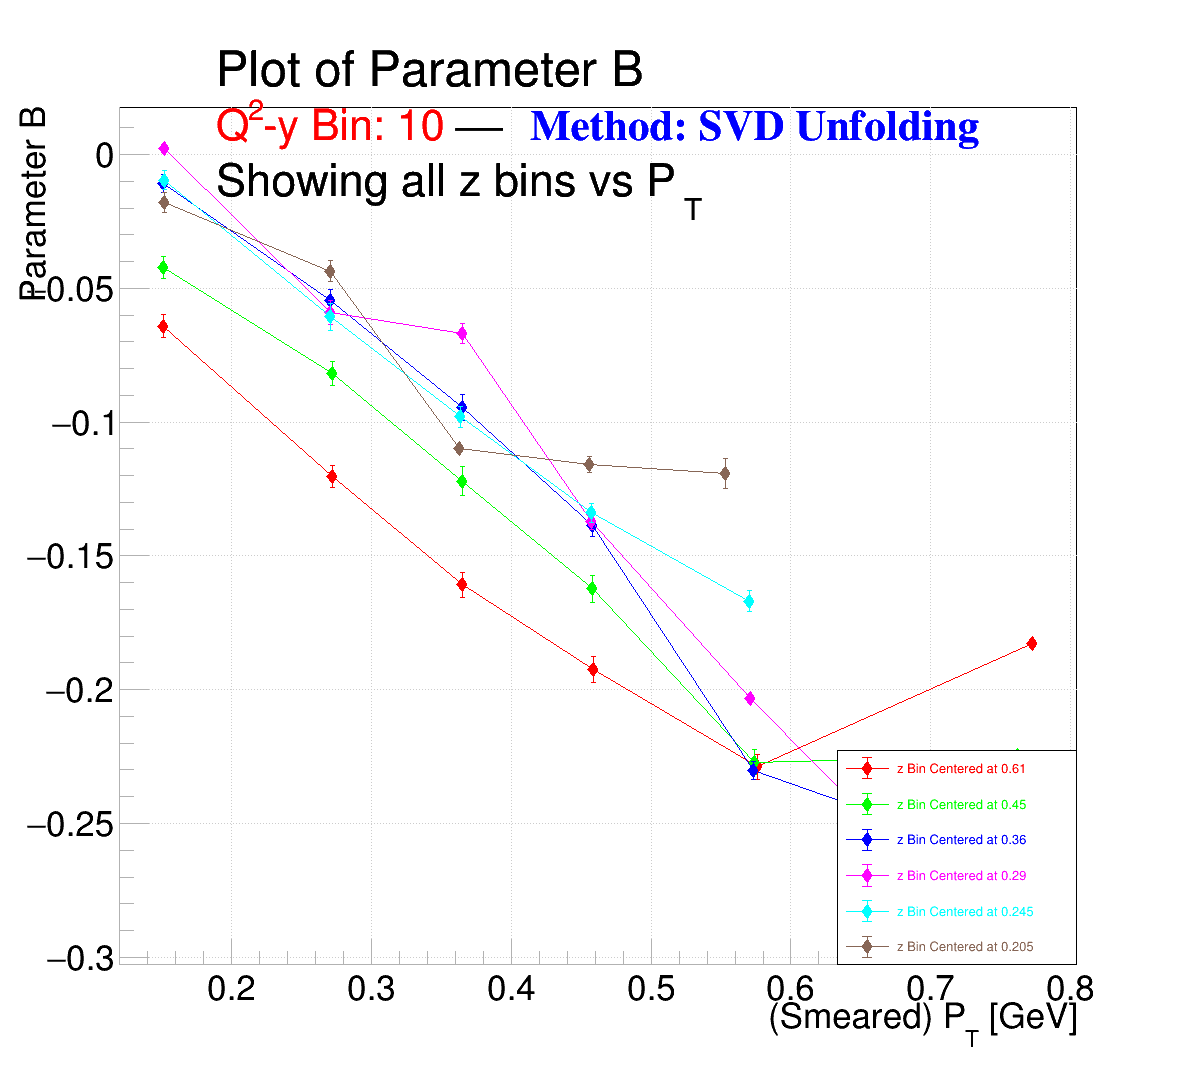 Plot of Parameter B
Q²-y Bin: 10 — Method: SVD Unfolding
Showing all z bins vs P_T
Parameter B
0
−0.05
−0.1
−0.15
−0.2
−0.25
−0.3
z Bin Centered at 0.61
z Bin Centered at 0.45
z Bin Centered at 0.36
z Bin Centered at 0.29
z Bin Centered at 0.245
z Bin Centered at 0.205
0.2 0.3 0.4 0.5 0.6 0.7 0.8
(Smeared) P_T [GeV]